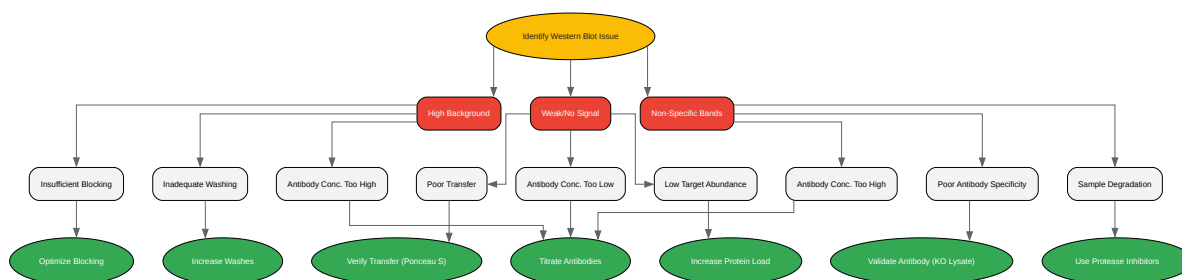 Identify Western Blot Issue
High Background
Weak/No Signal
Non-Specific Bands
Insufficient Blocking
Inadequate Washing
Antibody Conc. Too High
Poor Transfer
Antibody Conc. Too Low
Low Target Abundance
Antibody Conc. Too High
Poor Antibody Specificity
Sample Degradation
Optimize Blocking
Increase Washes
Verify Transfer (Ponceau S)
Titrate Antibodies
Increase Protein Load
Validate Antibody (KO Lysate)
Use Protease Inhibitors